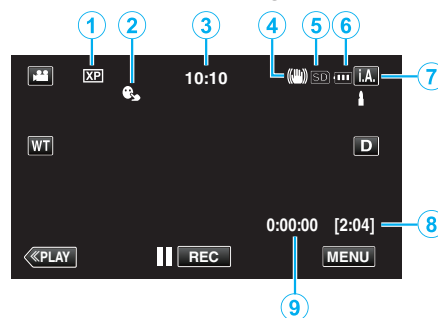 1 2 3 4 5 6
XP 10:10 SD i.A. 7
WT D
0:00:00 [2:04] 8
≪PLAY REC MENU
9